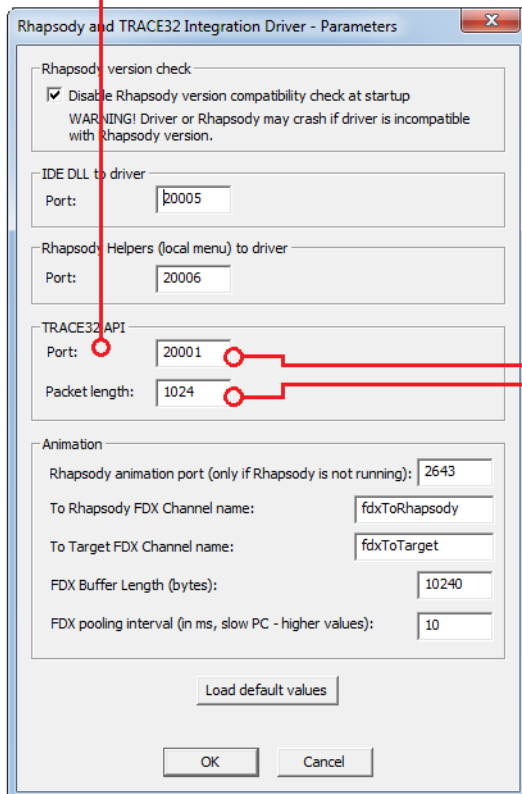 Rhapsody and TRACE32 Integration Driver - Parameters
Rhapsody version check
Disable Rhapsody version compatibility check at startup
WARNING! Driver or Rhapsody may crash if driver is incompatible
with Rhapsody version.
IDE DLL to driver
Port: 20005
Rhapsody Helpers (local menu) to driver
Port: 20006
TRACE32 API
Port: 20001
Packet length: 1024
Animation
Rhapsody animation port (only if Rhapsody is not running): 2643
To Rhapsody FDX Channel name: fdxToRhapsody
To Target FDX Channel name: fdxToTarget
FDX Buffer Length (bytes): 10240
FDX pooling interval (in ms, slow PC - higher values): 10
Load default values
OK Cancel